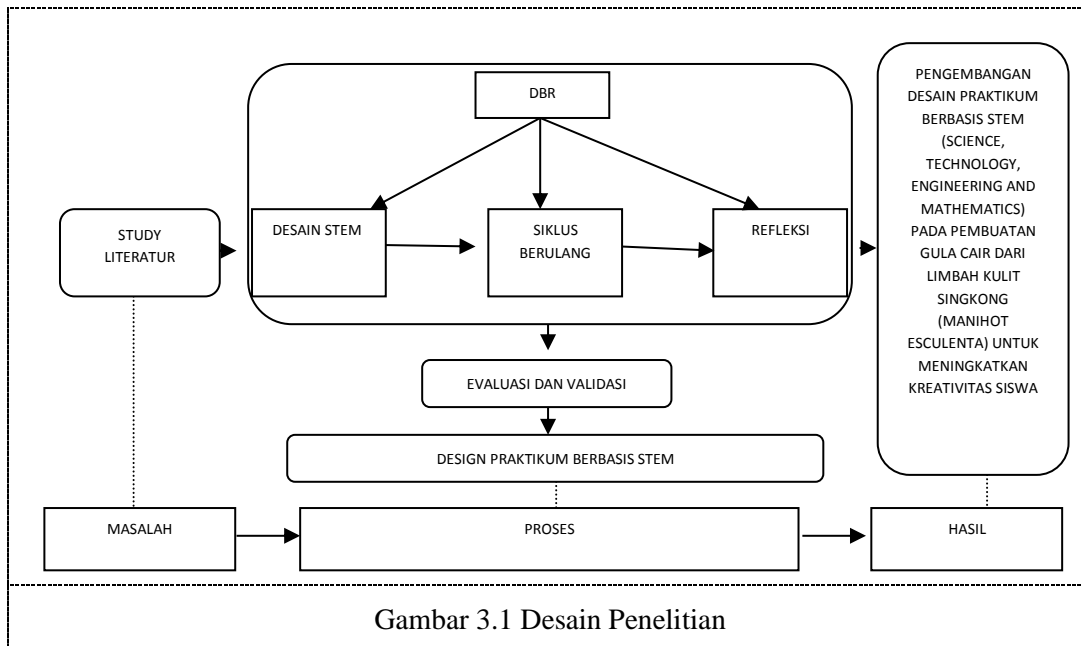 DBR
STUDY
LITERATUR
DESAIN STEM
SIKLUS
BERULANG
REFLEKSI
PENGEMBANGAN
DESAIN PRAKTIKUM
BERBASIS STEM
(SCIENCE,
TECHNOLOGY,
ENGINEERING AND
MATHEMATICS)
PADA PEMBUATAN
GULA CAIR DARI
LIMBAH KULIT
SINGKONG
(MANIHOT
ESCULENTA) UNTUK
MENINGKATKAN
KREATIVITAS SISWA
EVALUASI DAN VALIDASI
DESIGN PRAKTIKUM BERBASIS STEM
MASALAH
PROSES
HASIL
Gambar 3.1 Desain Penelitian